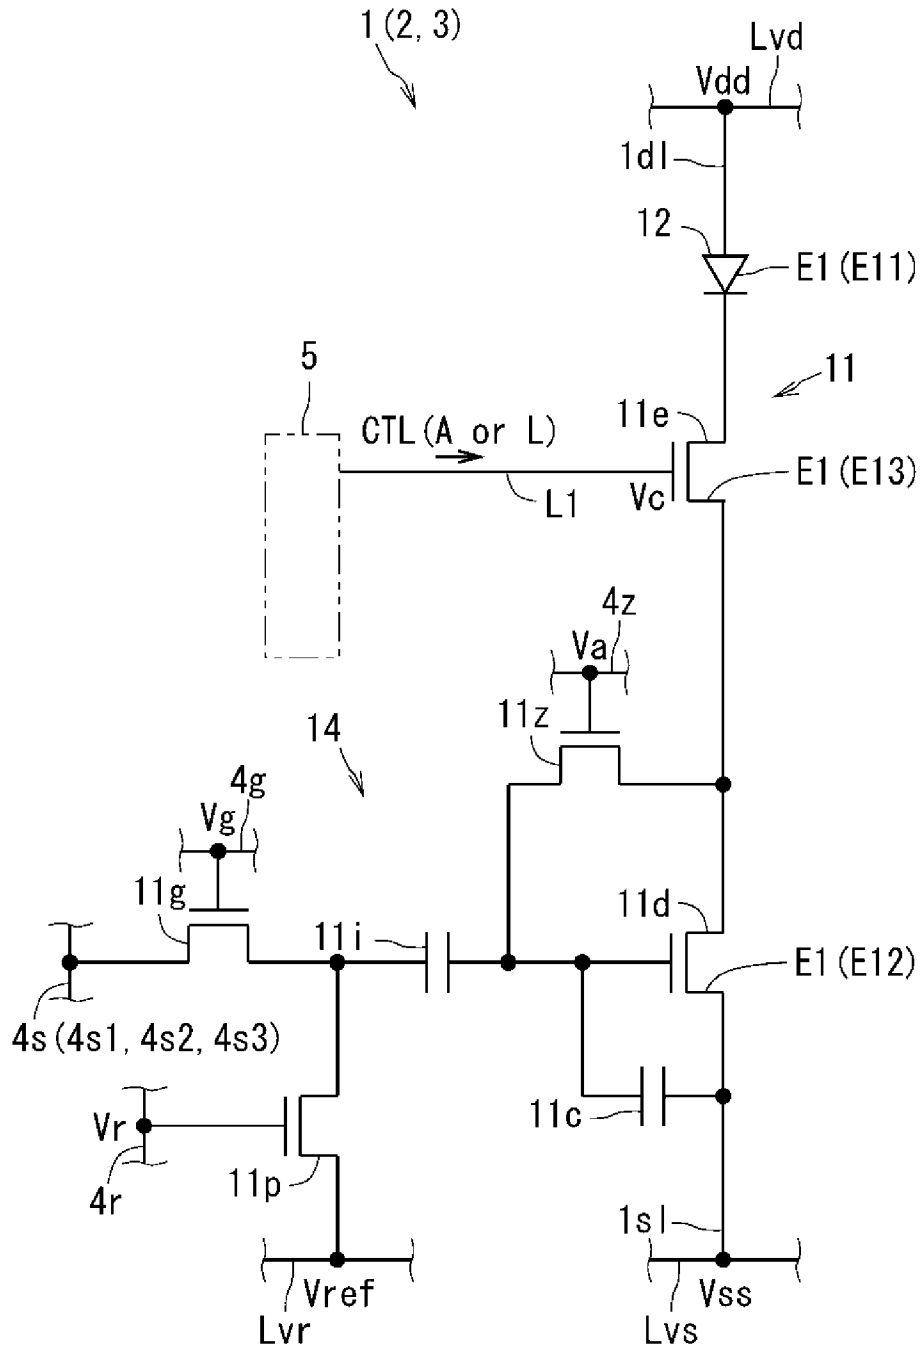 1(2, 3)
Lvd
Vdd
1dl
12
E1(E11)
5
11
CTL(A or L)
11e
E1(E13)
L1
Vc
4z
Va
11z
14
4g
Vg
11g
11i
11d
E1(E12)
4s(4s1, 4s2, 4s3)
11c
Vr
11p
4r
1sl
Vref
Vss
Lvr
Lvs